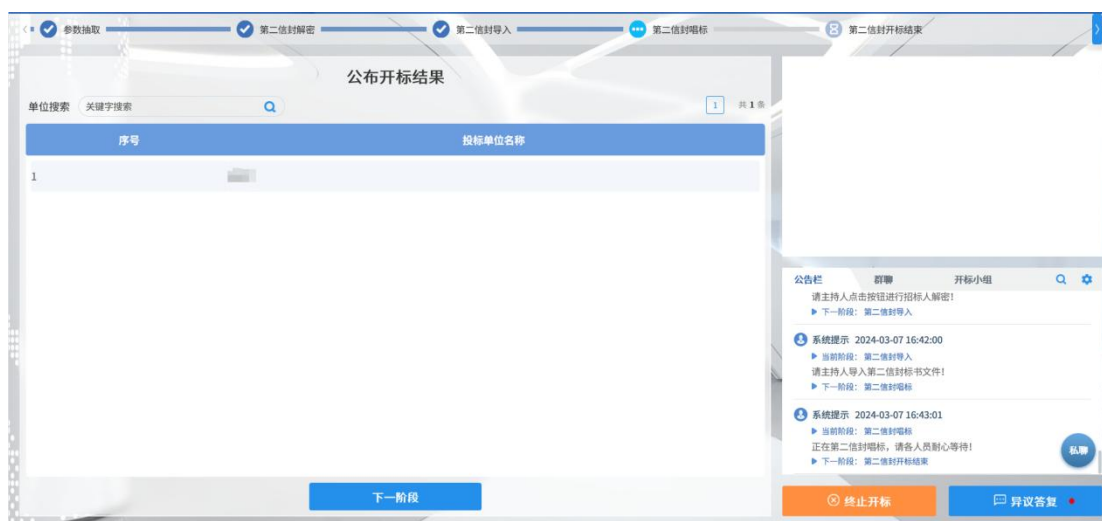 参数抽取
第二信封解密
第二信封导入
第二信封唱标
第二信封开标结束
公布开标结果
单位搜索 关键字搜索
1 共 1 条
序号 投标单位名称
1
公告栏 群聊 开标小组
请主持人点击按钮进行招标人解密!
下一阶段: 第二信封导入
系统提示 2024-03-07 16:42:00
当前阶段: 第二信封导入
请主持人导入第二信封标书文件!
下一阶段: 第二信封唱标
系统提示 2024-03-07 16:43:01
当前阶段: 第二信封唱标
正在第二信封唱标，请各人员耐心等待!
下一阶段: 第二信封开标结束
私聊
下一阶段
终止开标
异议答复